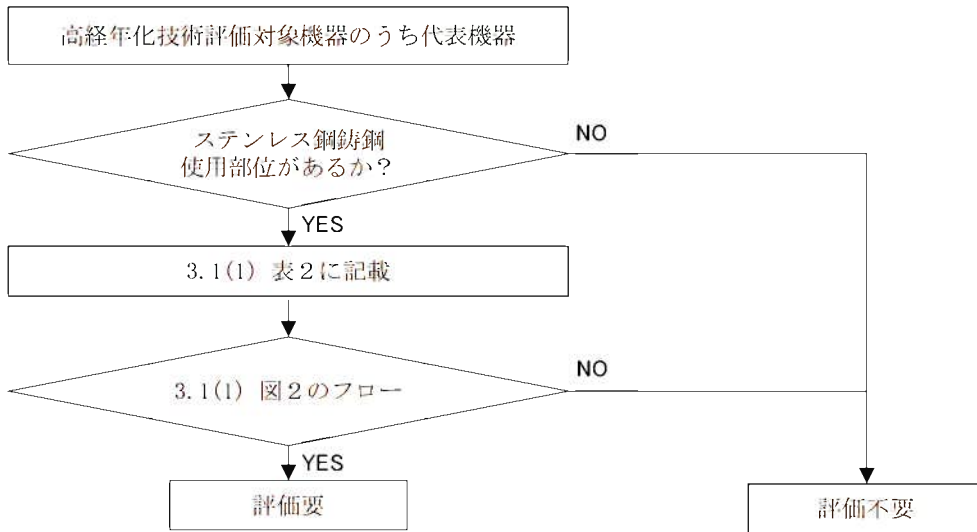 高経年化技術評価対象機器のうち代表機器
ステンレス鋼鋳鋼
使用部位があるか?
NO
YES
3.1(1) 表2に記載
3.1(1) 図2のフロー
NO
YES
評価要
評価不要